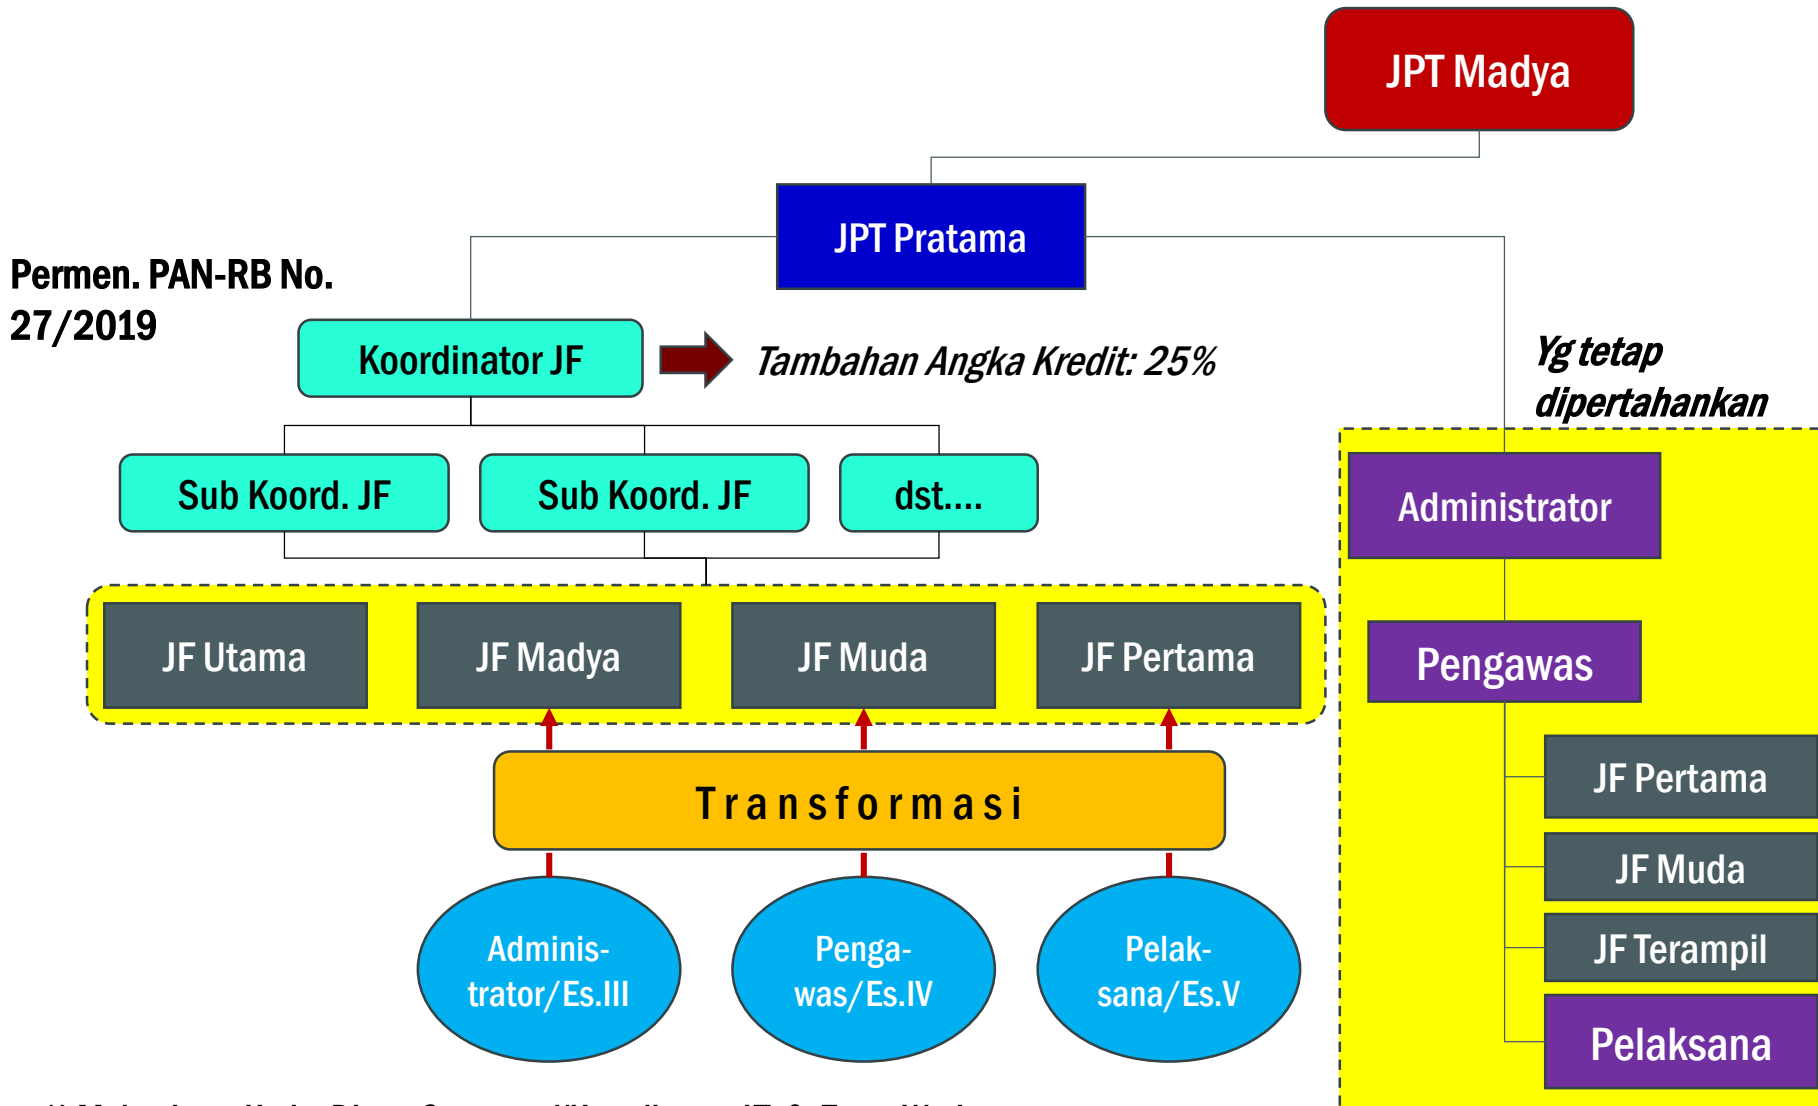 JPT Madya
JPT Pratama
Permen. PAN-RB No.
27/2019
Koordinator JF
Tambahan Angka Kredit: 25%
Yg tetap
dipertahankan
Sub Koord. JF
Sub Koord. JF
dst....
Administrator
JF Utama
JF Madya
JF Muda
JF Pertama
Pengawas
Transformasi
JF Pertama
JF Muda
JF Terampil
Pelaksana
Adminis-
trator/Es.III
Penga-
was/Es.IV
Pelak-
sana/Es.V